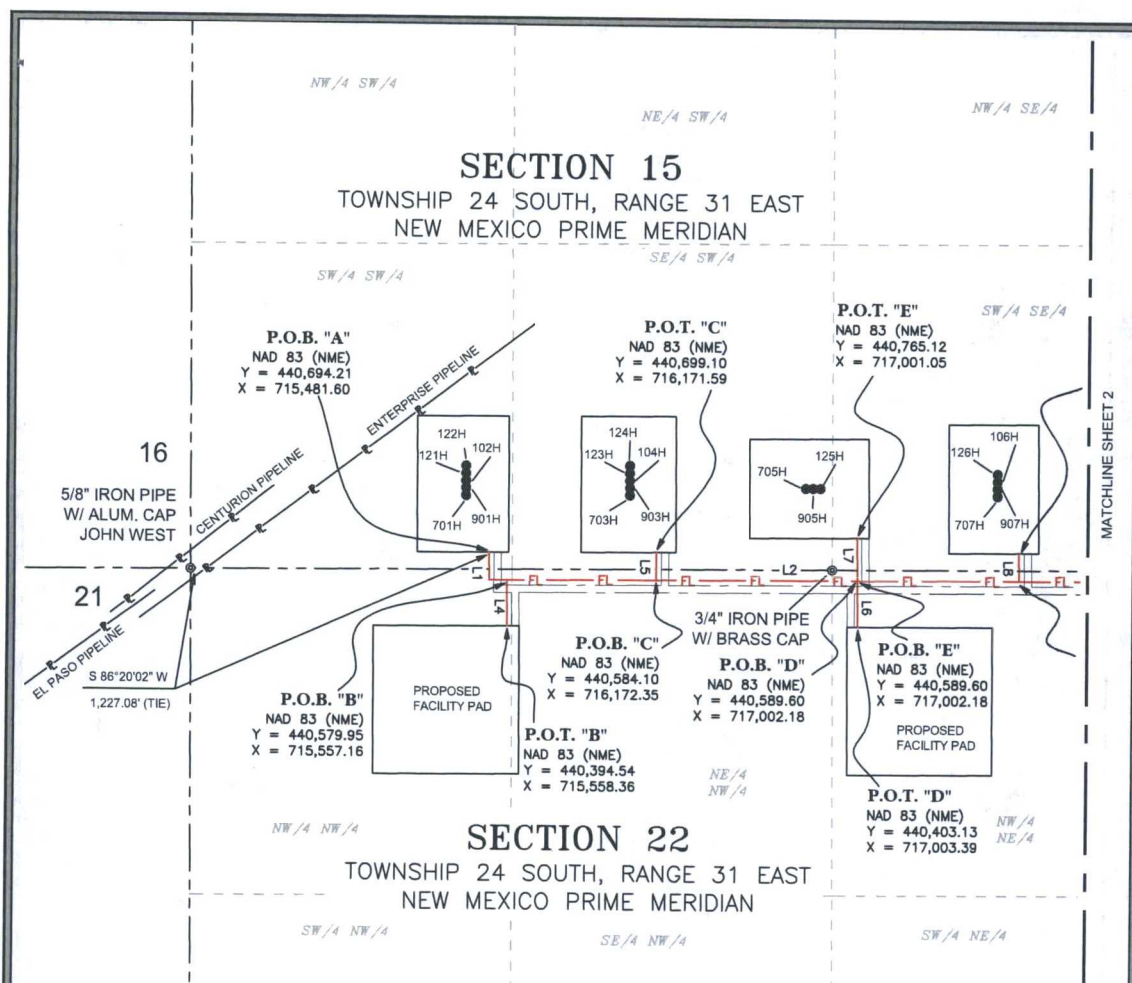 NW/4 SW/4
NE/4 SW/4
NW/4 SE/4
SECTION 15
TOWNSHIP 24 SOUTH, RANGE 31 EAST
NEW MEXICO PRIME MERIDIAN
SW/4 SW/4
SE/4 SW/4
SW/4 SE/4
P.O.B. "A"
NAD 83 (NME)
Y = 440,694.21
X = 715,481.60
P.O.T. "C"
NAD 83 (NME)
Y = 440,699.10
X = 716,171.59
P.O.T. "E"
NAD 83 (NME)
Y = 440,765.12
X = 717,001.05
MATCHLINE SHEET 2
ENTERPRISE PIPELINE
CENTURION PIPELINE
EL PASO PIPELINE
16
5/8" IRON PIPE
W/ ALUM. CAP
JOHN WEST
21
122H
121H
102H
701H
901H
124H
123H
104H
703H
903H
125H
705H
905H
106H
126H
707H
907H
L1
L5
L2
L7
L8
FL FL FL FL FL FL FL
L4
L6
3/4" IRON PIPE
W/ BRASS CAP
S 86°20'02" W
1,227.08' (TIE)
P.O.B. "B"
NAD 83 (NME)
Y = 440,579.95
X = 715,557.16
PROPOSED
FACILITY PAD
P.O.T. "B"
NAD 83 (NME)
Y = 440,394.54
X = 715,558.36
P.O.B. "C"
NAD 83 (NME)
Y = 440,584.10
X = 716,172.35
P.O.B. "D"
NAD 83 (NME)
Y = 440,589.60
X = 717,002.18
P.O.B. "E"
NAD 83 (NME)
Y = 440,589.60
X = 717,002.18
PROPOSED
FACILITY PAD
P.O.T. "D"
NAD 83 (NME)
Y = 440,403.13
X = 717,003.39
NE/4
NW/4
NW/4
NE/4
NW/4 NW/4
SECTION 22
TOWNSHIP 24 SOUTH, RANGE 31 EAST
NEW MEXICO PRIME MERIDIAN
SW/4 NW/4
SE/4 NW/4
SW/4 NE/4